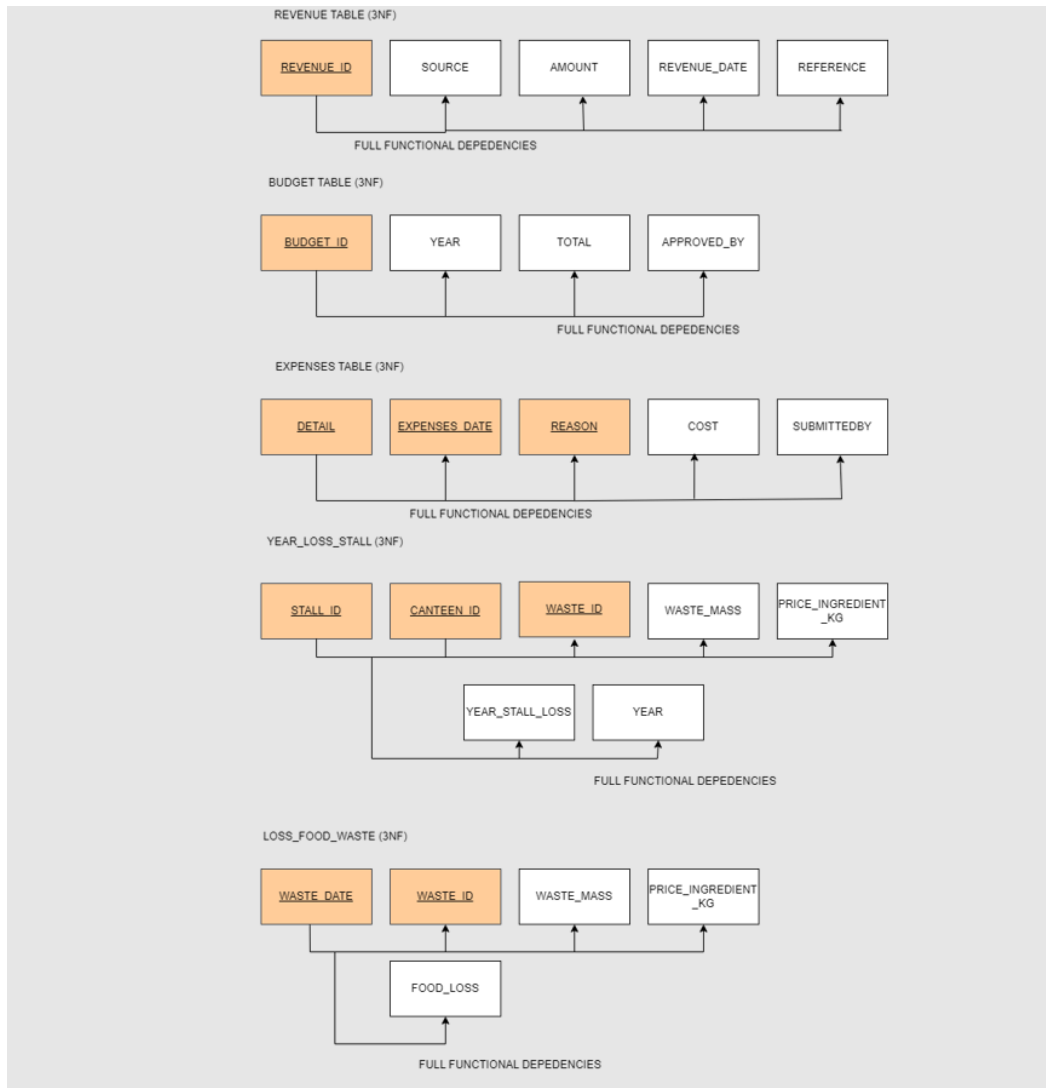 REVENUE TABLE (3NF)
REVENUE_ID
SOURCE
AMOUNT
REVENUE_DATE
REFERENCE
FULL FUNCTIONAL DEPEDENCIES
BUDGET TABLE (3NF)
BUDGET_ID
YEAR
TOTAL
APPROVED_BY
FULL FUNCTIONAL DEPEDENCIES
EXPENSES TABLE (3NF)
DETAIL
EXPENSES_DATE
REASON
COST
SUBMITTEDBY
FULL FUNCTIONAL DEPEDENCIES
YEAR_LOSS_STALL (3NF)
STALL_ID
CANTEEN_ID
WASTE_ID
WASTE_MASS
PRICE_INGREDIENT
_KG
YEAR_STALL_LOSS
YEAR
FULL FUNCTIONAL DEPEDENCIES
LOSS_FOOD_WASTE (3NF)
WASTE_DATE
WASTE_ID
WASTE_MASS
PRICE_INGREDIENT
_KG
FOOD_LOSS
FULL FUNCTIONAL DEPEDENCIES